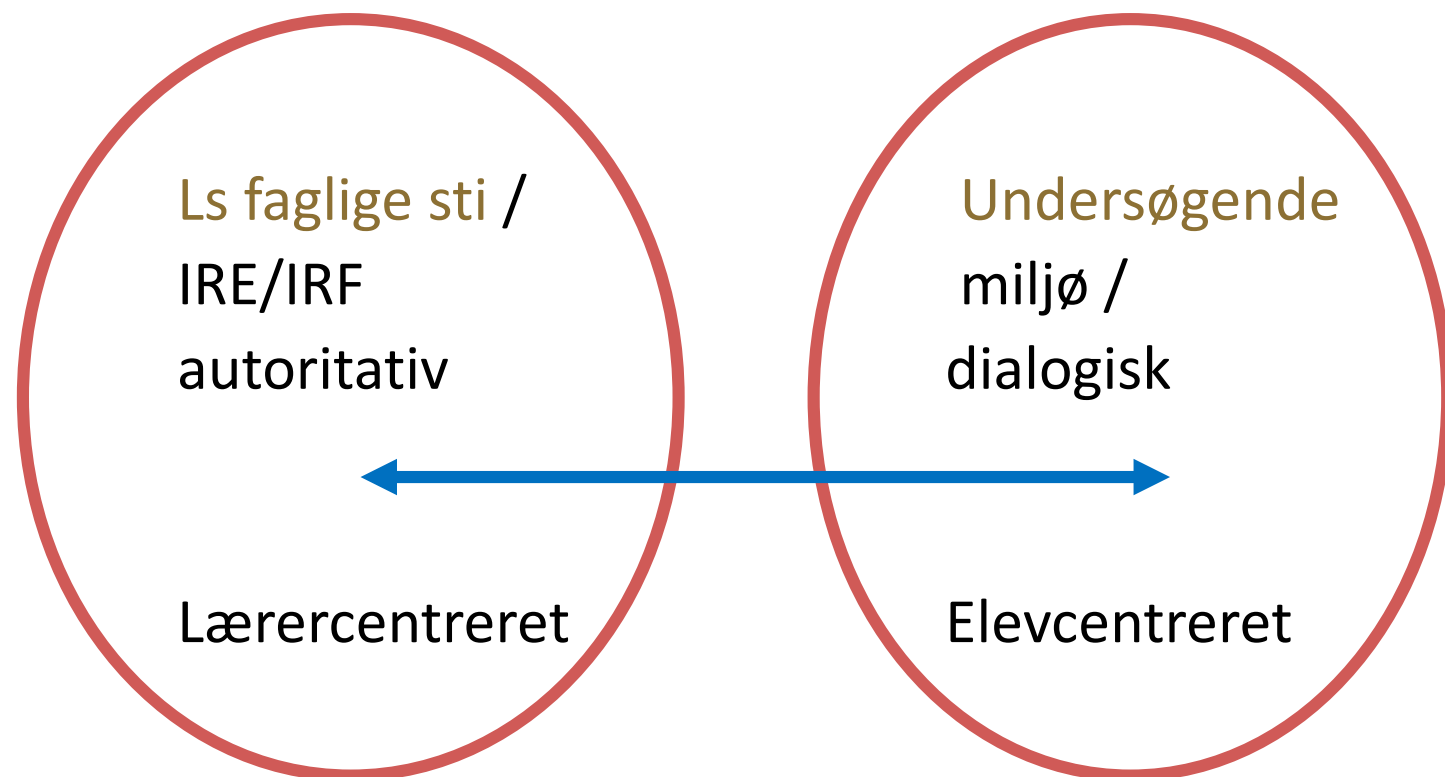 Ls faglige sti /
IRE/IRF
autoritativ
Lærercentreret
Undersøgende
miljø /
dialogisk
Elevcentreret